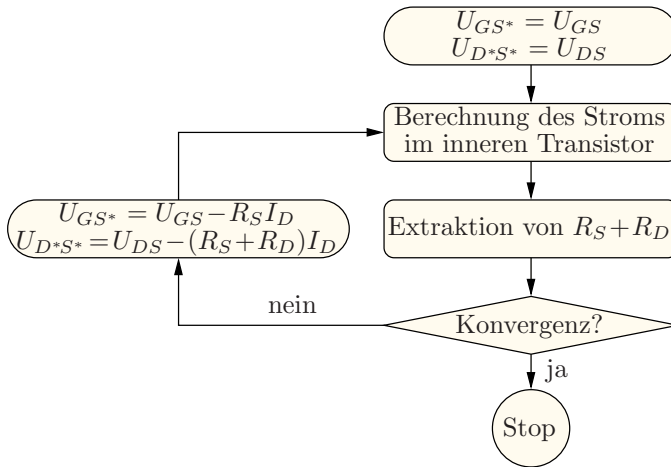 U_{GS*} = U_{GS}
U_{D*S*} = U_{DS}
Berechnung des Stroms
im inneren Transistor
U_{GS*} = U_{GS} − R_S I_D
U_{D*S*} = U_{DS} − (R_S + R_D) I_D
Extraktion von R_S + R_D
nein
Konvergenz?
ja
Stop